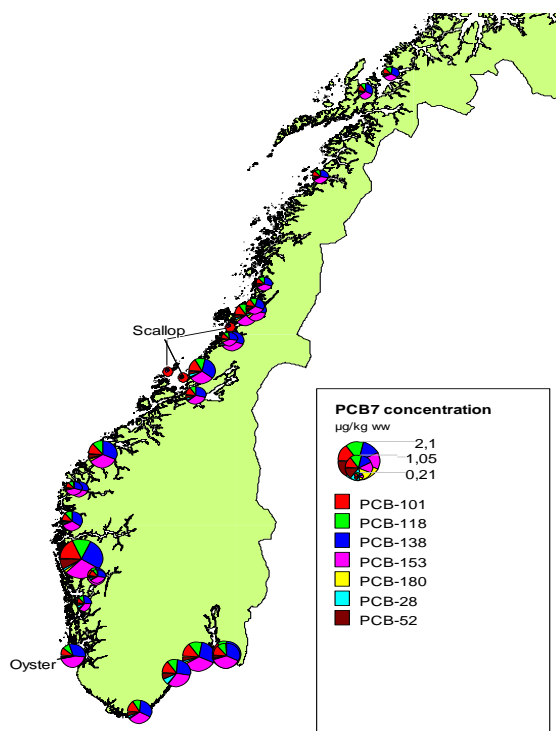 Scallop
Oyster
PCB7 concentration
µg/kg ww
2,1
1,05
0,21
PCB-101
PCB-118
PCB-138
PCB-153
PCB-180
PCB-28
PCB-52